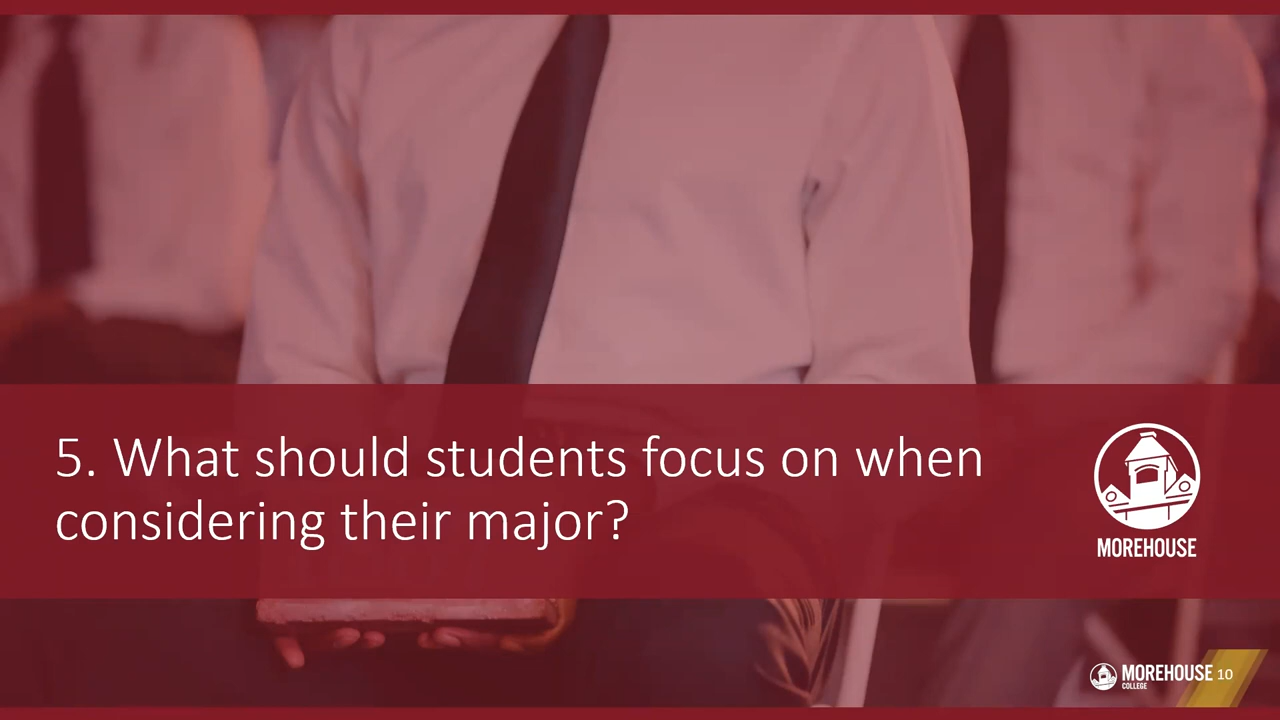 5. What should students focus on when
considering their major?
MOREHOUSE
MOREHOUSE
COLLEGE
10